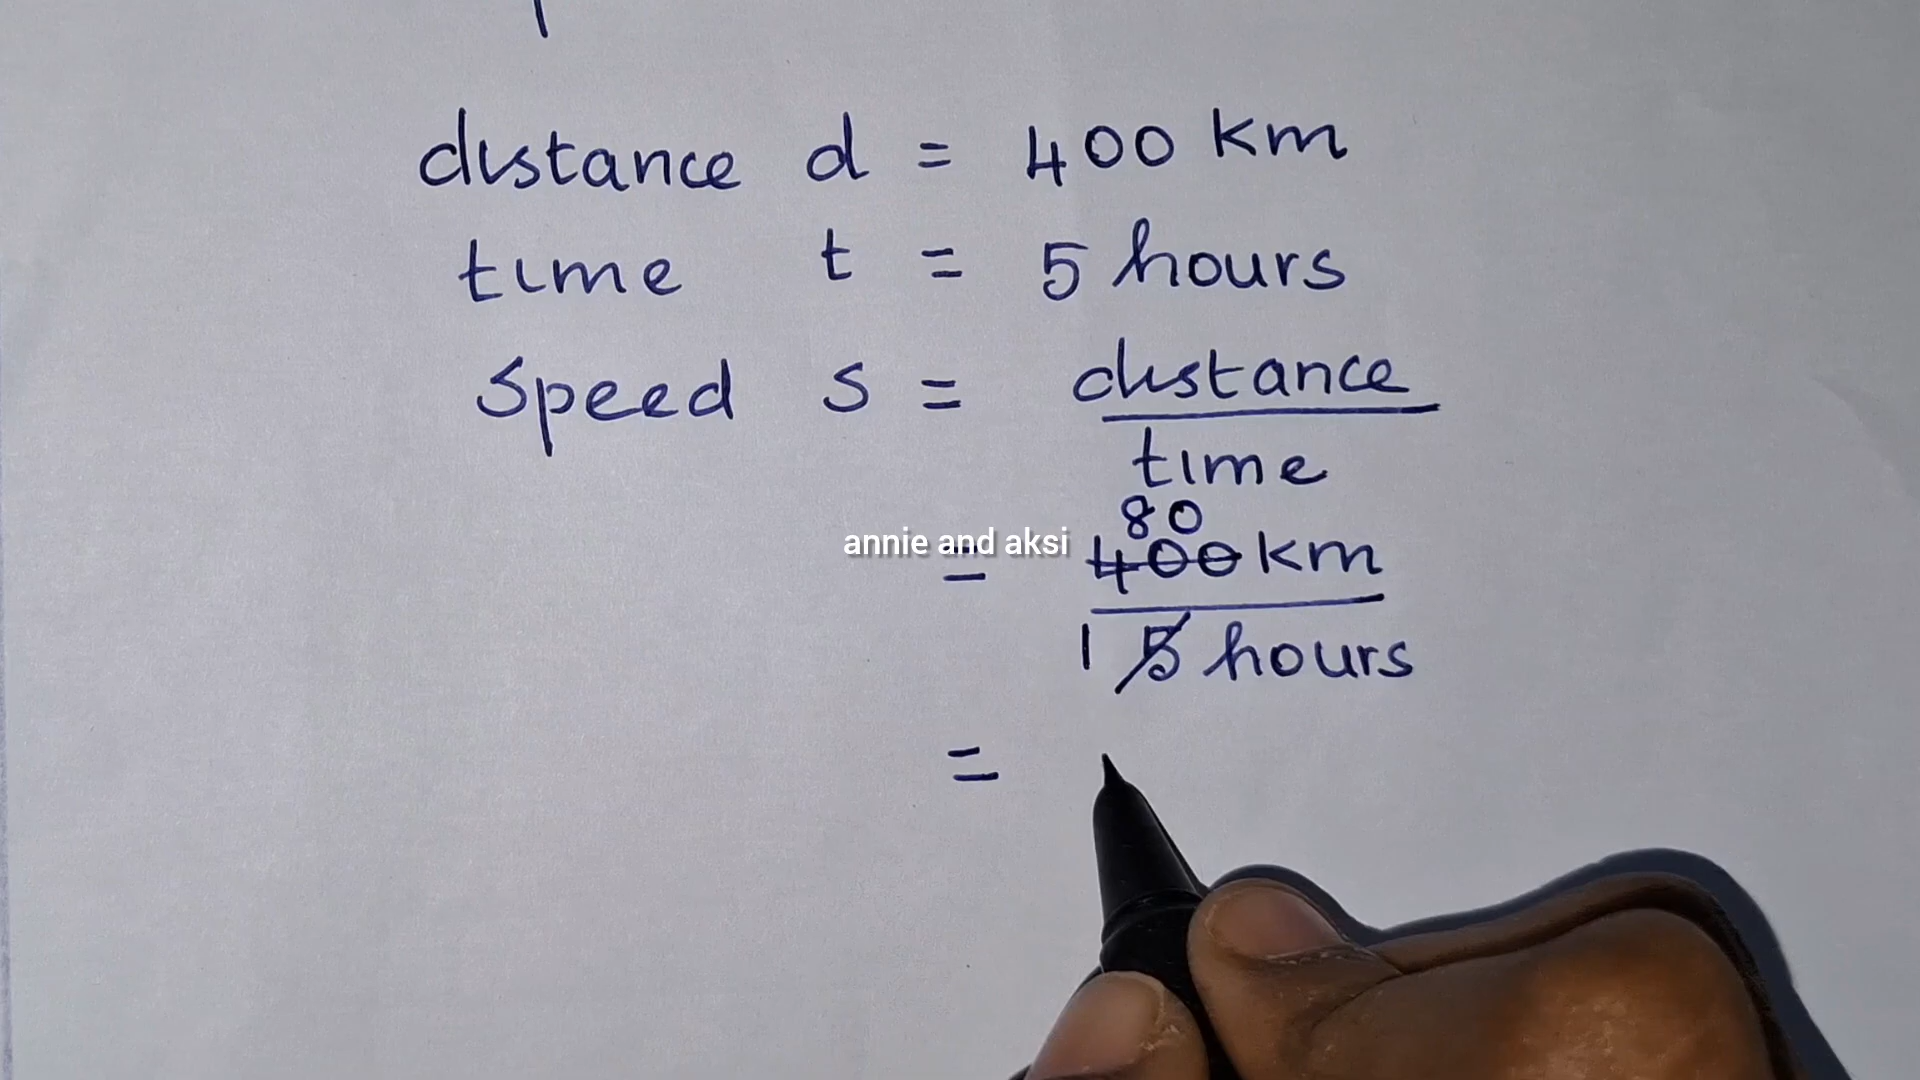 distance d = 400 km
time t = 5 hours
speed s = distance
time
80
= 400 km
1 5 hours
=
annie and aksi